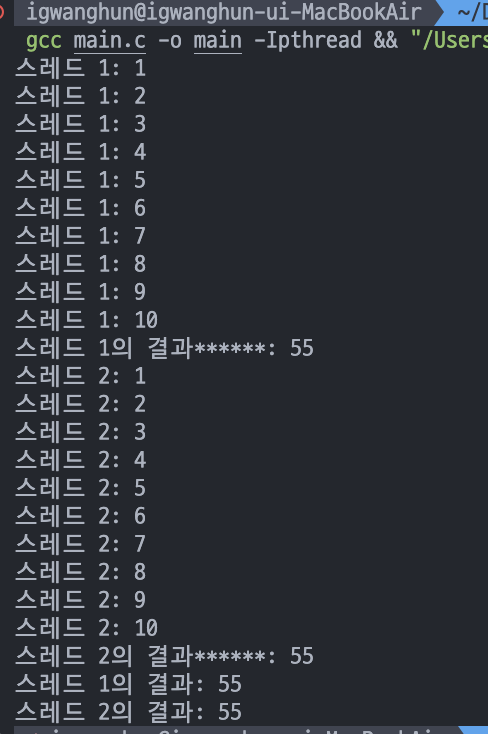 igwanghun@igwanghun-ui-MacBookAir ~/D
gcc main.c -o main -Ipthread && "/Users
스레드 1: 1
스레드 1: 2
스레드 1: 3
스레드 1: 4
스레드 1: 5
스레드 1: 6
스레드 1: 7
스레드 1: 8
스레드 1: 9
스레드 1: 10
스레드 1의 결과******: 55
스레드 2: 1
스레드 2: 2
스레드 2: 3
스레드 2: 4
스레드 2: 5
스레드 2: 6
스레드 2: 7
스레드 2: 8
스레드 2: 9
스레드 2: 10
스레드 2의 결과******: 55
스레드 1의 결과: 55
스레드 2의 결과: 55